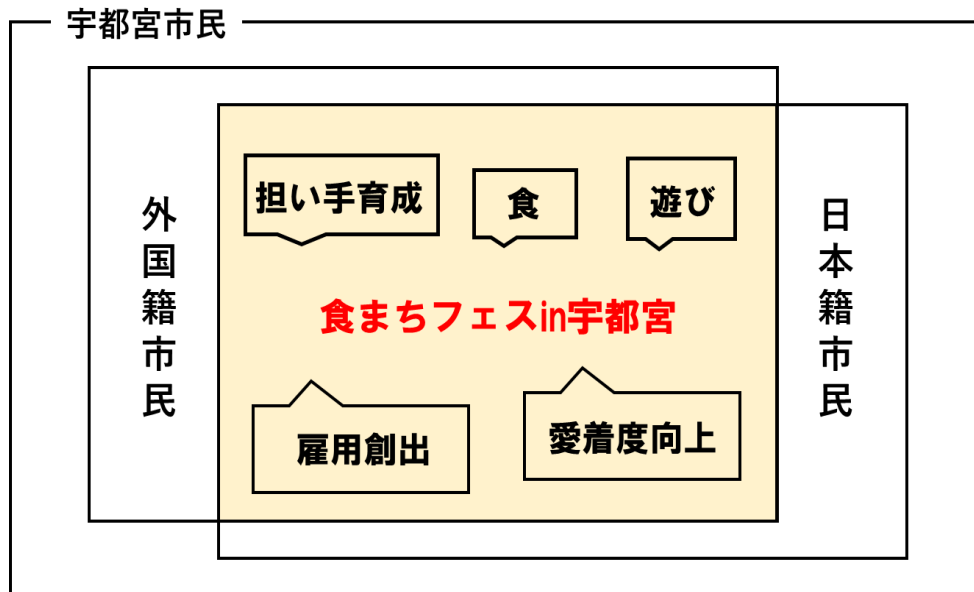 宇都宮市民
外国籍市民
担い手育成
食
遊び
日本籍市民
食まちフェスin宇都宮
雇用創出
愛着度向上